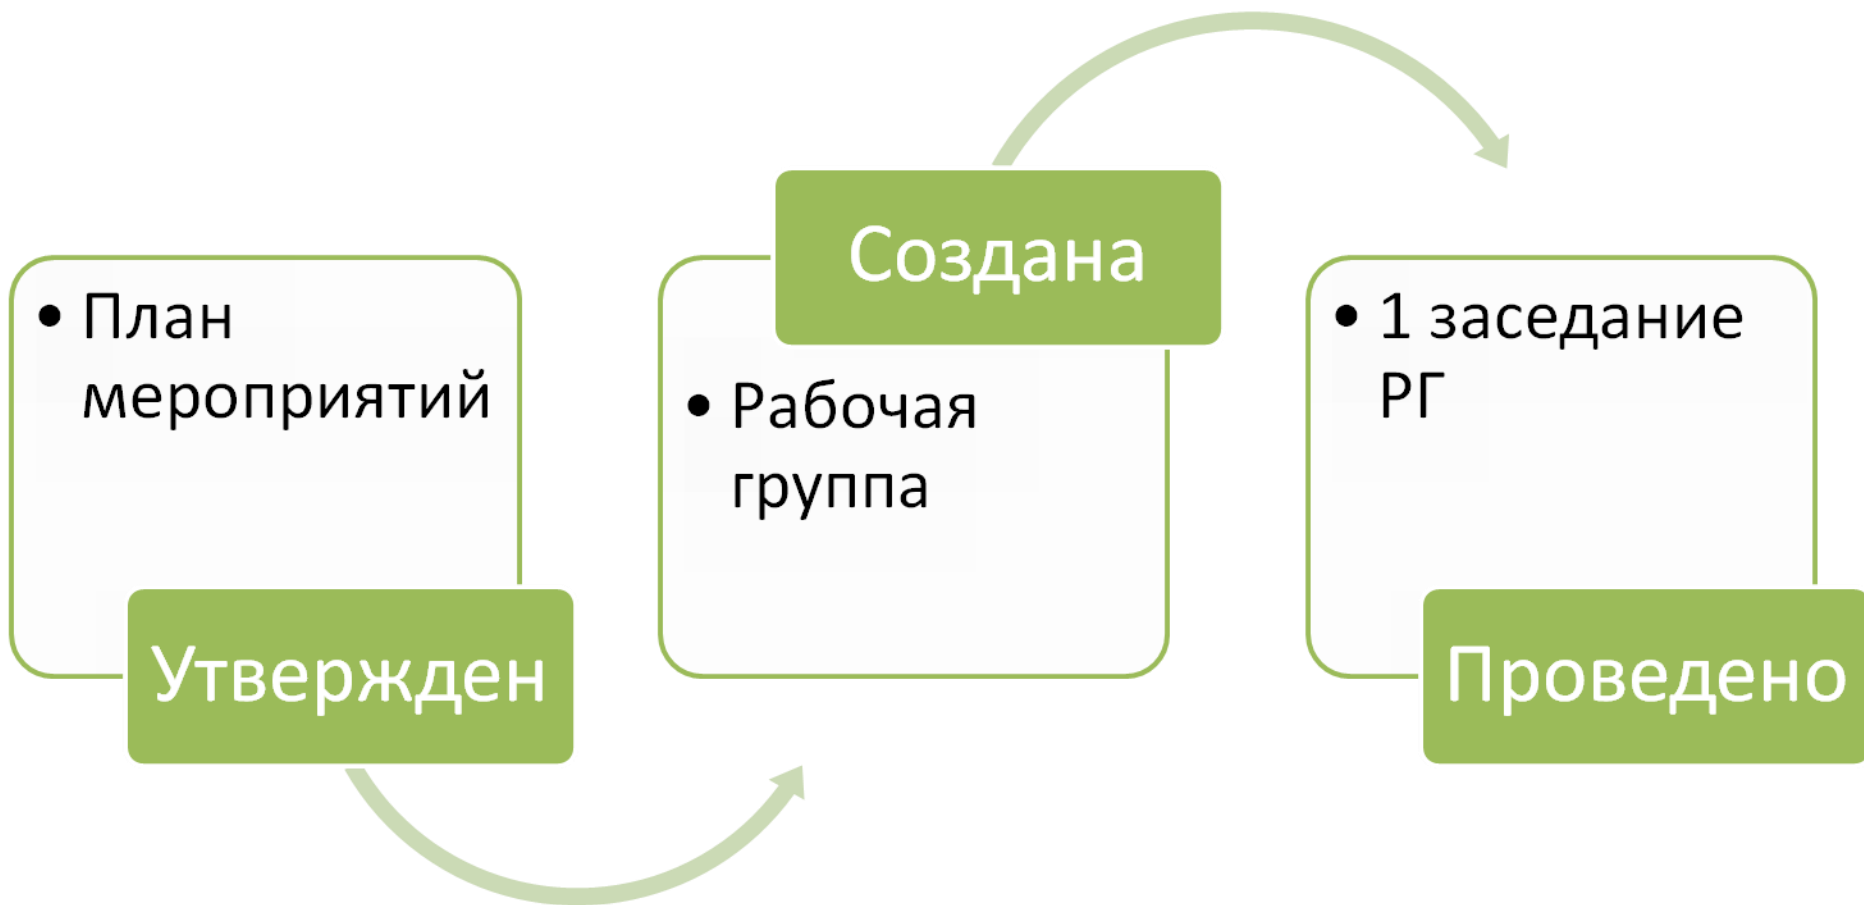 • План
мероприятий
Утвержден
Создана
• Рабочая
группа
• 1 заседание
РГ
Проведено